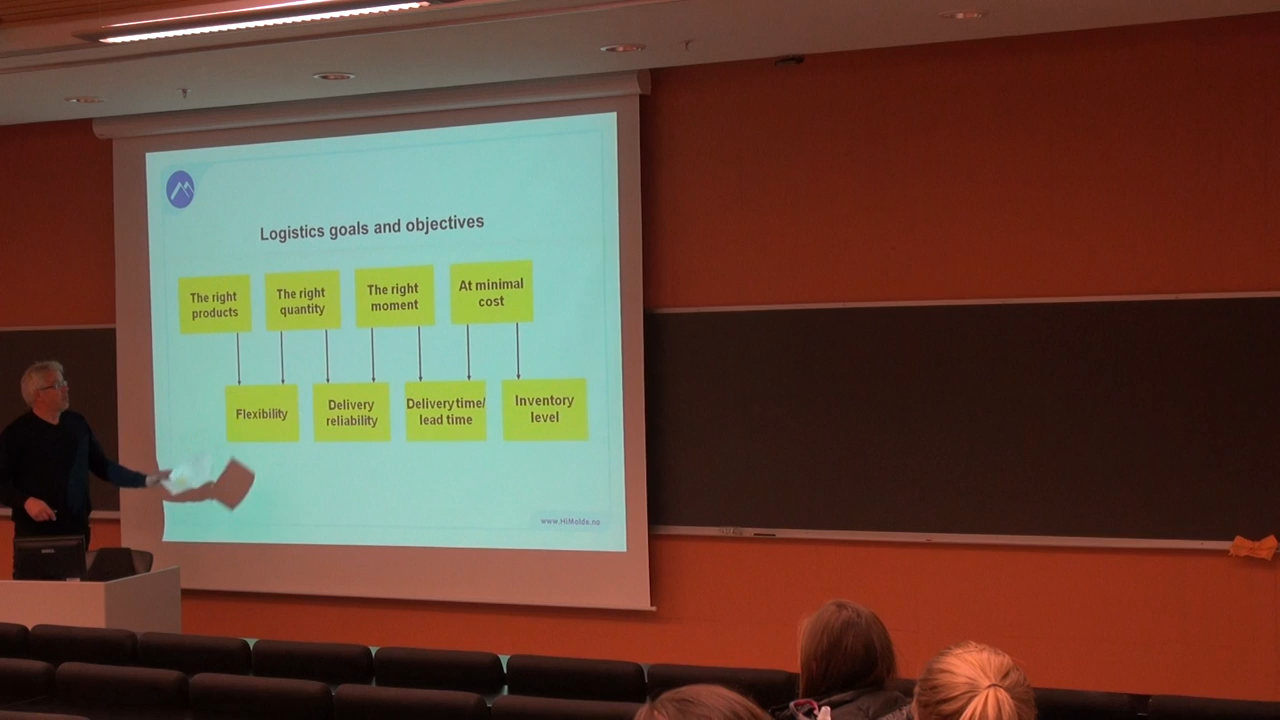 Logistics goals and objectives
The right
products
The right
quantity
The right
moment
At minimal
cost
Flexibility
Delivery
reliability
Delivery time/
lead time
Inventory
level
www.HiMolde.no